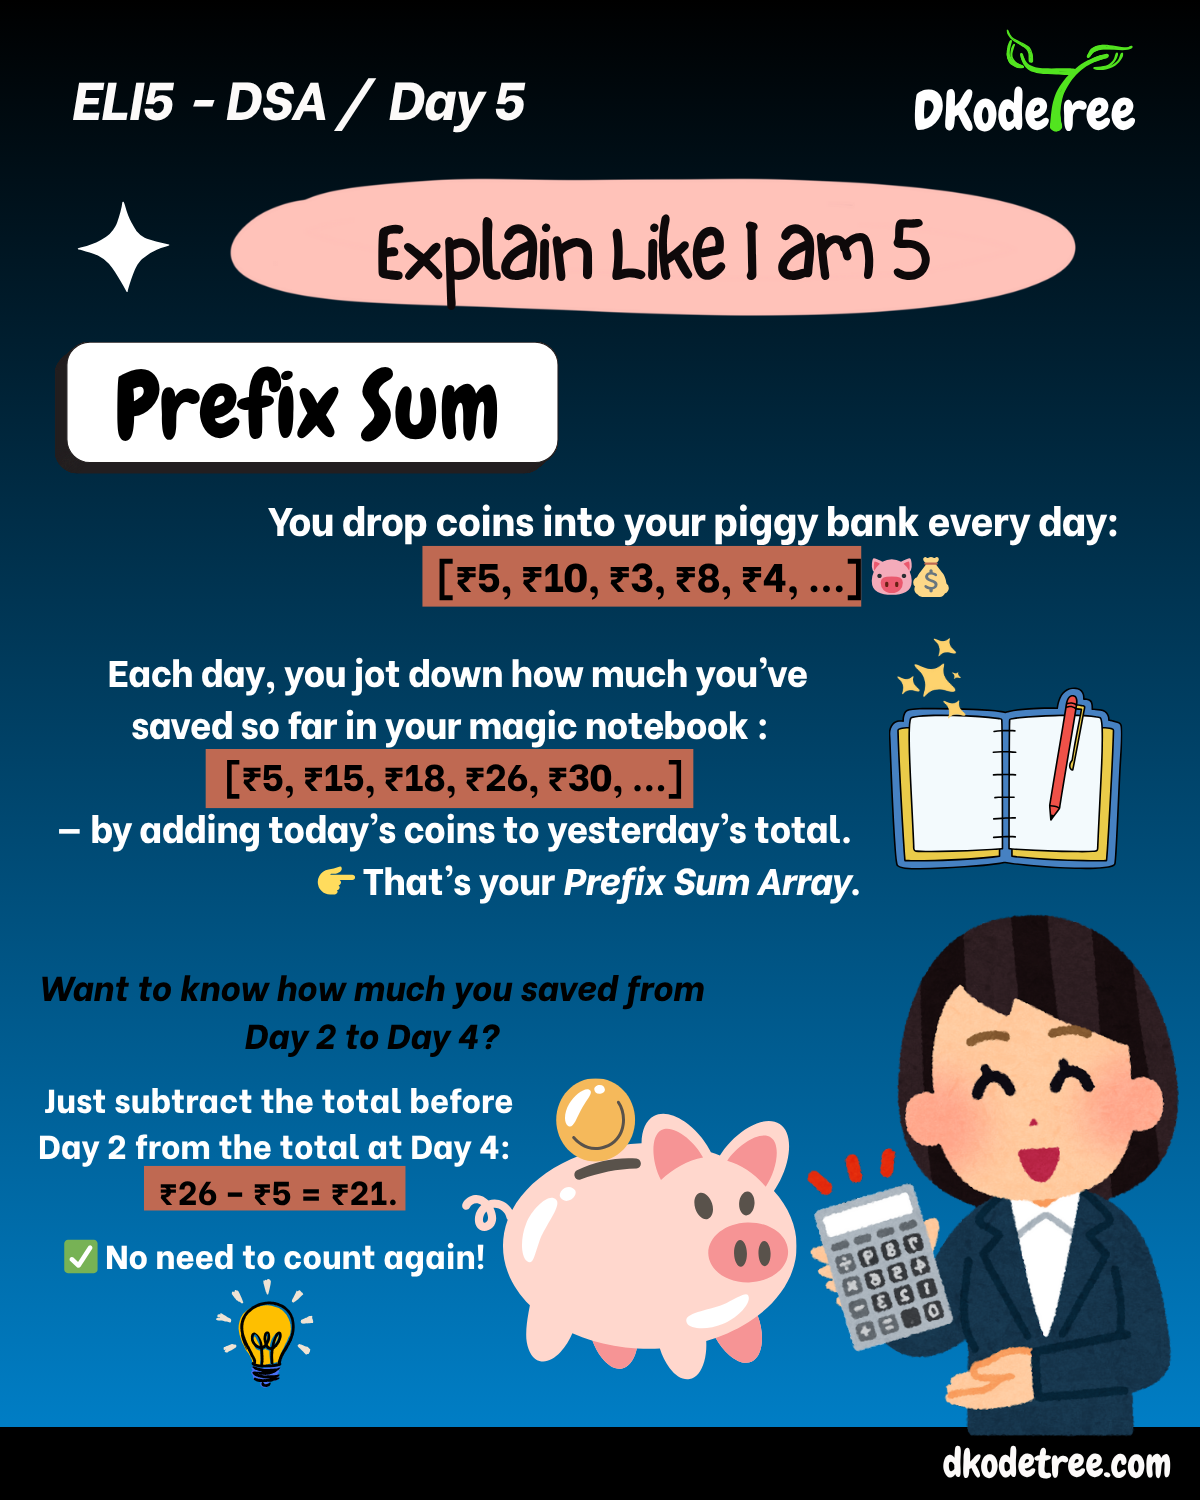 ELI5 - DSA / Day 5
DKodeTree
Explain Like I am 5
Prefix Sum
You drop coins into your piggy bank every day:
[₹5, ₹10, ₹3, ₹8, ₹4, ...] 🐷💰
Each day, you jot down how much you’ve
saved so far in your magic notebook :
[₹5, ₹15, ₹18, ₹26, ₹30, ...]
– by adding today’s coins to yesterday’s total.
👉 That’s your Prefix Sum Array.
Want to know how much you saved from
Day 2 to Day 4?
Just subtract the total before
Day 2 from the total at Day 4:
₹26 – ₹5 = ₹21.
✅ No need to count again!
dkodetree.com